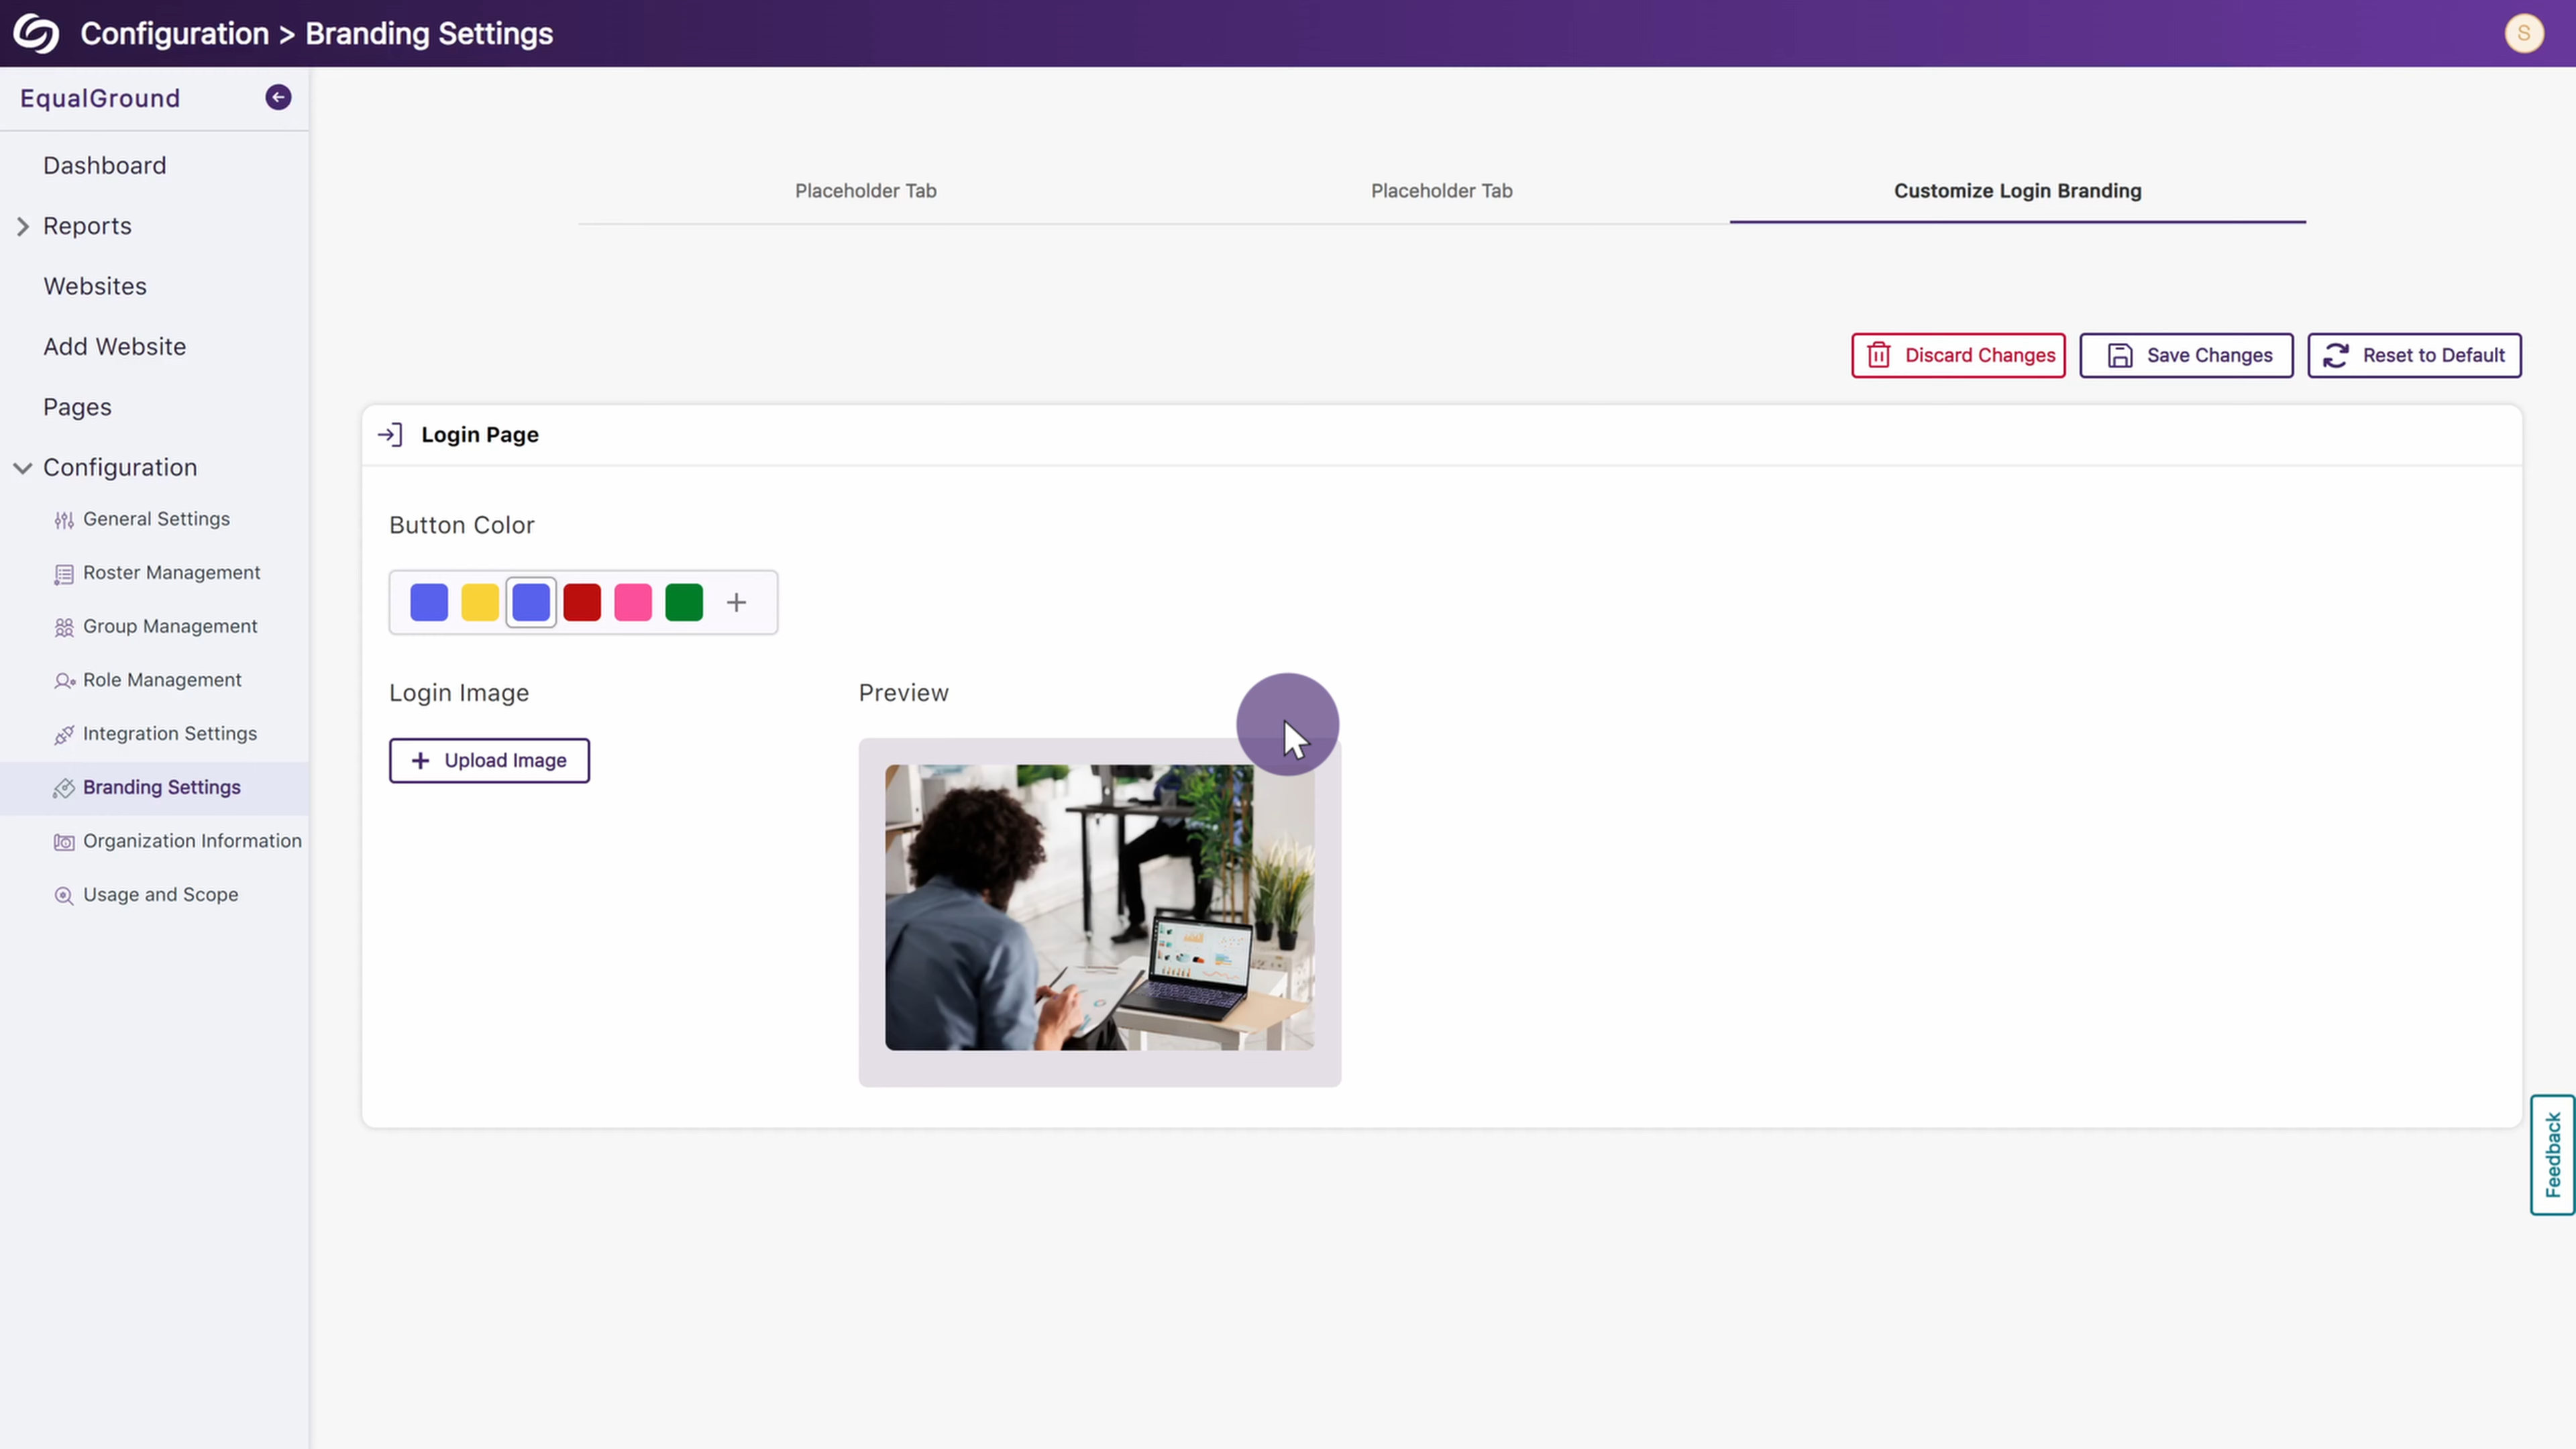 Configuration > Branding Settings
S
EqualGround
Dashboard
Reports
Websites
Add Website
Pages
Configuration
General Settings
Roster Management
Group Management
Role Management
Integration Settings
Branding Settings
Organization Information
Usage and Scope
Placeholder Tab
Placeholder Tab
Customize Login Branding
Discard Changes
Save Changes
Reset to Default
Login Page
Button Color
Login Image
Upload Image
Preview
Feedback